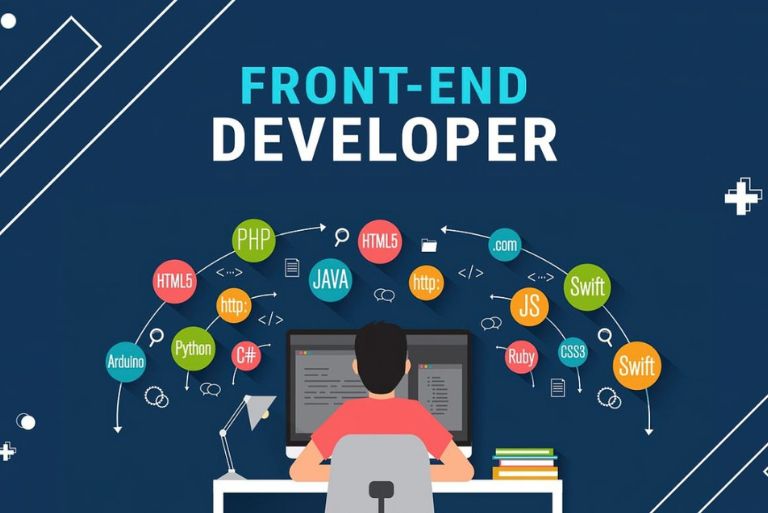 FRONT-END
DEVELOPER
PHP
HTML5
.com
HTML5
JAVA
http:
Swift
http:
JS
Arduino
Python
C#
Ruby
CSS3
Swift